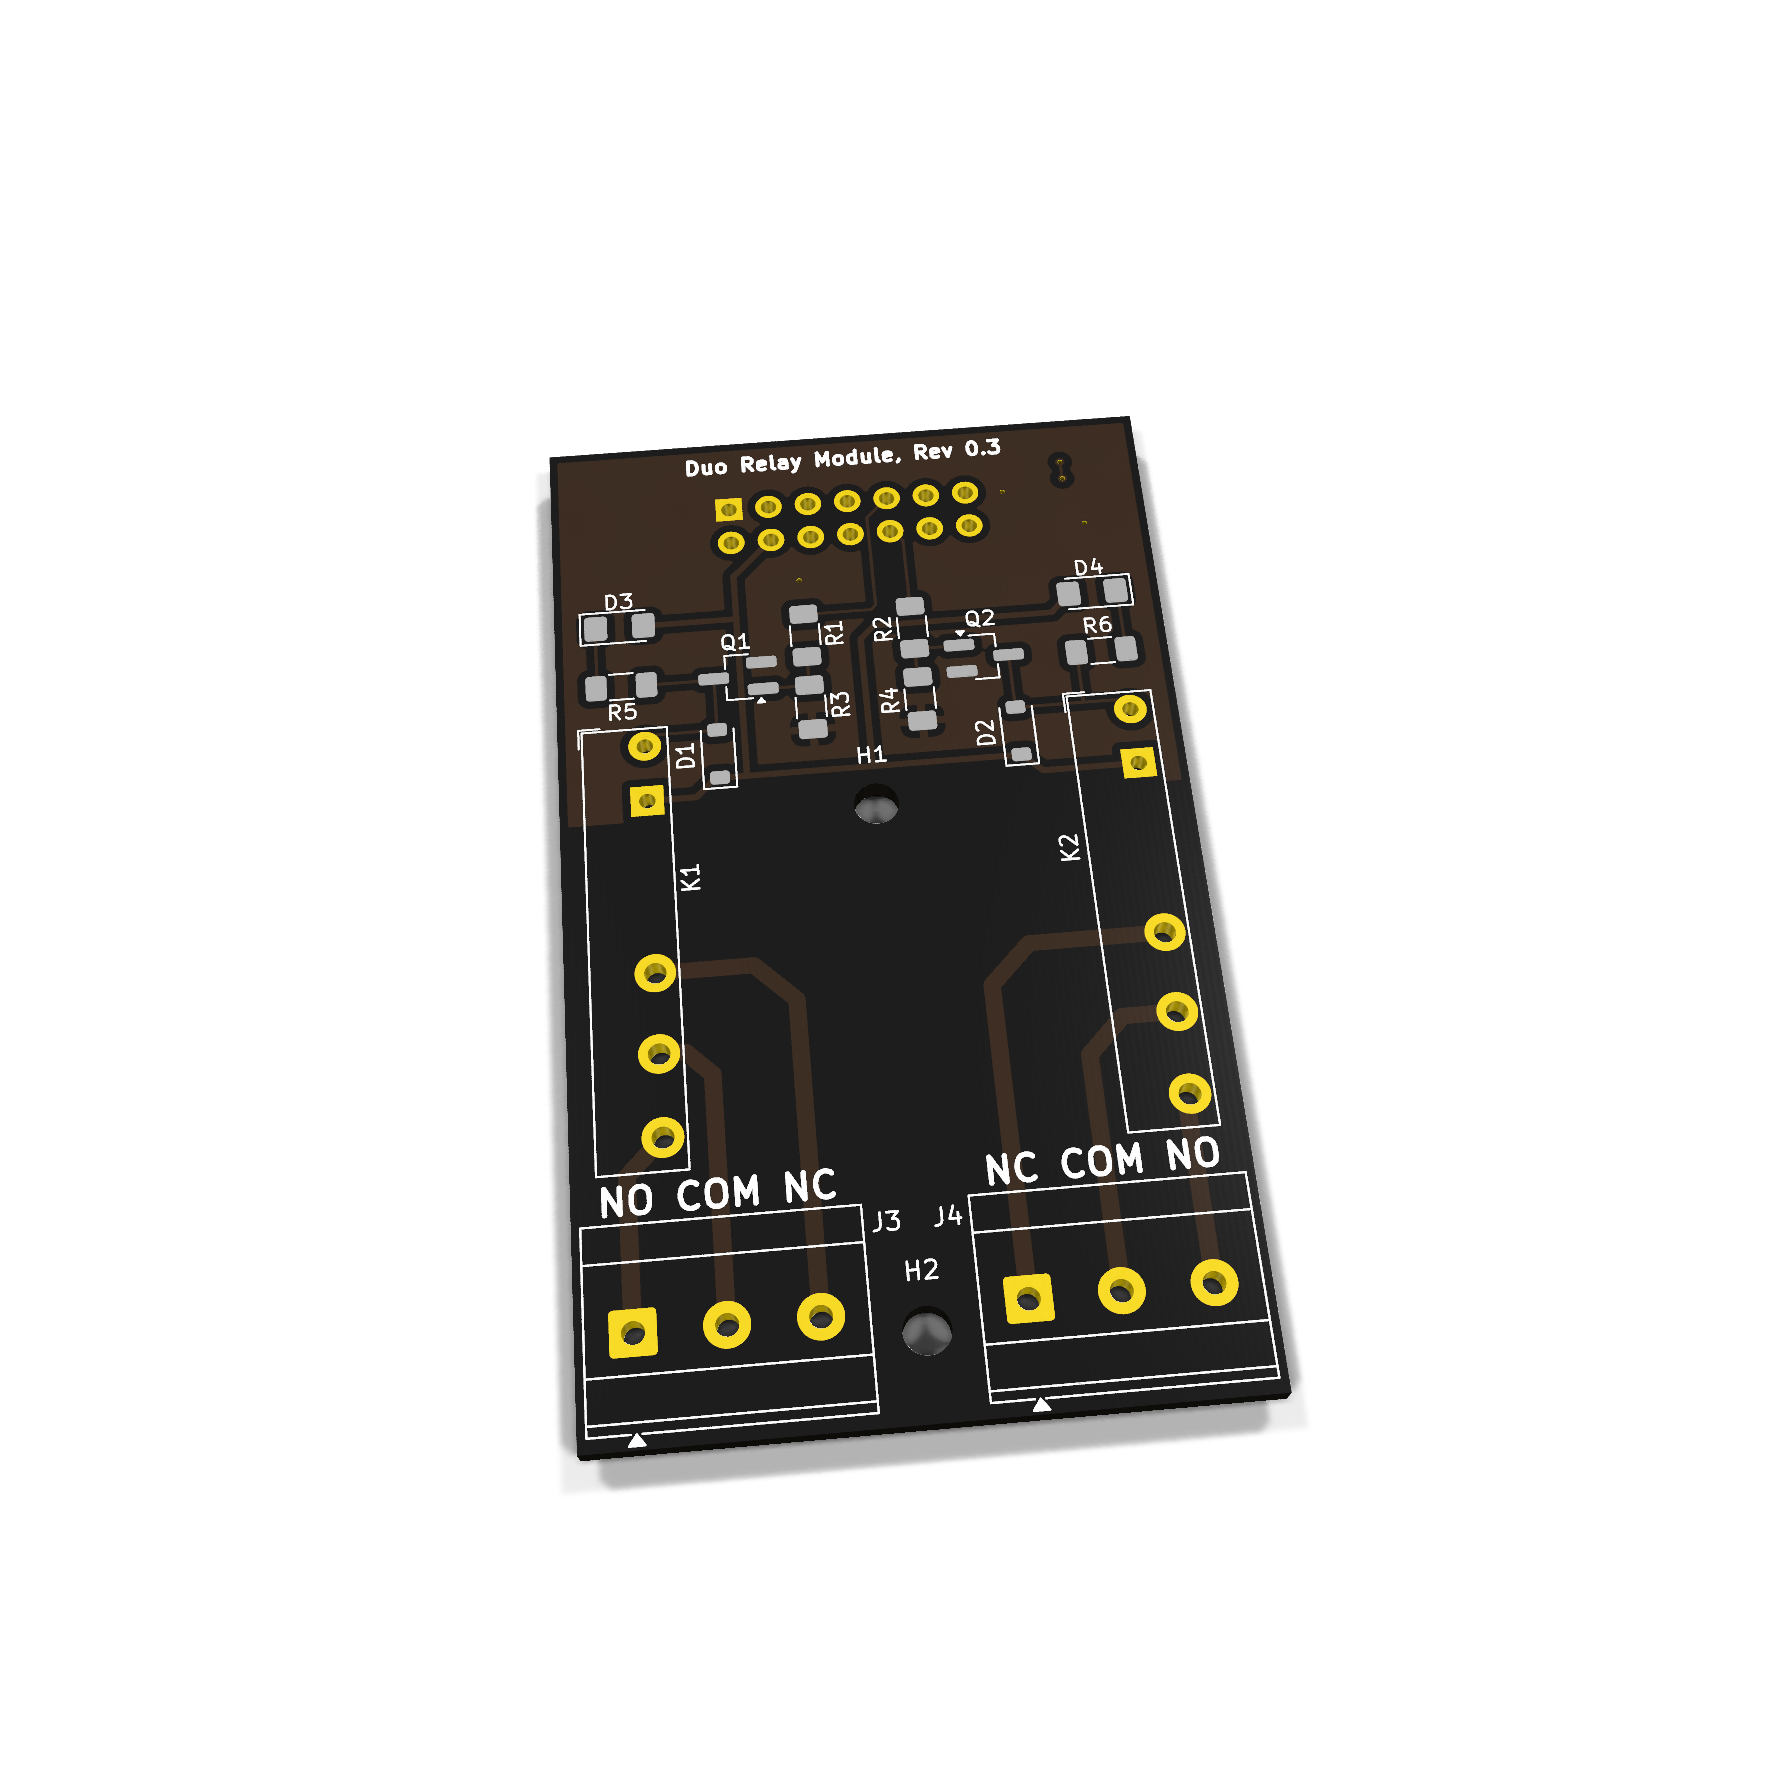 Duo Relay Module, Rev 0.3
D4
D3
Q2
R1
R2
R6
Q1
R5
R3
R4
D1
D2
H1
K2
K1
NC COM NO
NO COM NC
J3
J4
H2